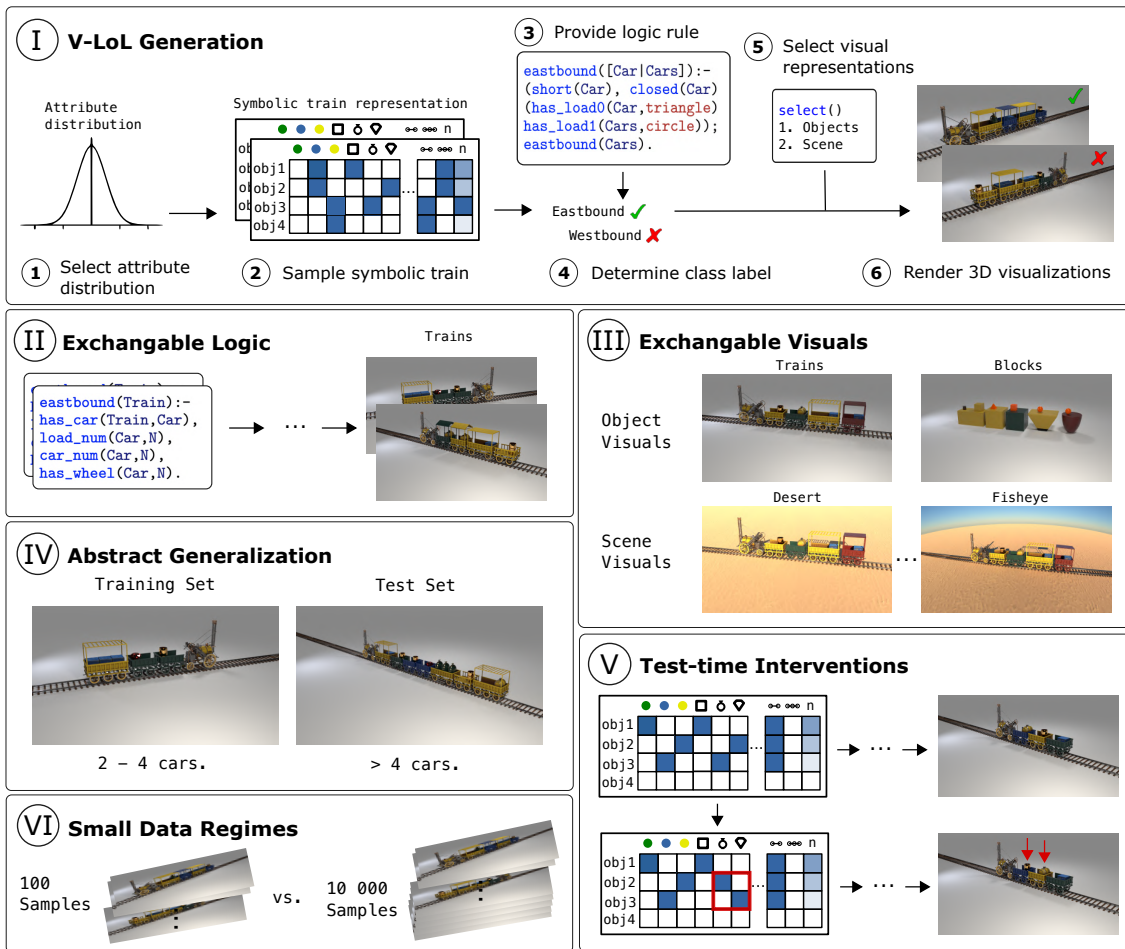 I V-LoL Generation
Attribute
distribution
1 Select attribute
distribution
Symbolic train representation
n
n
obj1
obj2
obj3
obj4
...
2 Sample symbolic train
3 Provide logic rule
eastbound([Car|Cars]):-
(short(Car), closed(Car)
(has_load0(Car,triangle)
has_load1(Cars,circle));
eastbound(Cars).
Eastbound ✓
Westbound ✘
4 Determine class label
5 Select visual
representations
select()
1. Objects
2. Scene
6 Render 3D visualizations
II Exchangable Logic
eastbound(Train):-
has_car(Train,Car),
load_num(Car,N),
car_num(Car,N),
has_wheel(Car,N).
...
Trains
III Exchangable Visuals
Trains
Blocks
Object
Visuals
Desert
Fisheye
Scene
Visuals
...
IV Abstract Generalization
Training Set
Test Set
2 – 4 cars.
> 4 cars.
V Test-time Interventions
n
obj1
obj2
obj3
obj4
...
...
n
obj1
obj2
obj3
obj4
...
...
VI Small Data Regimes
100
Samples
vs.
10 000
Samples